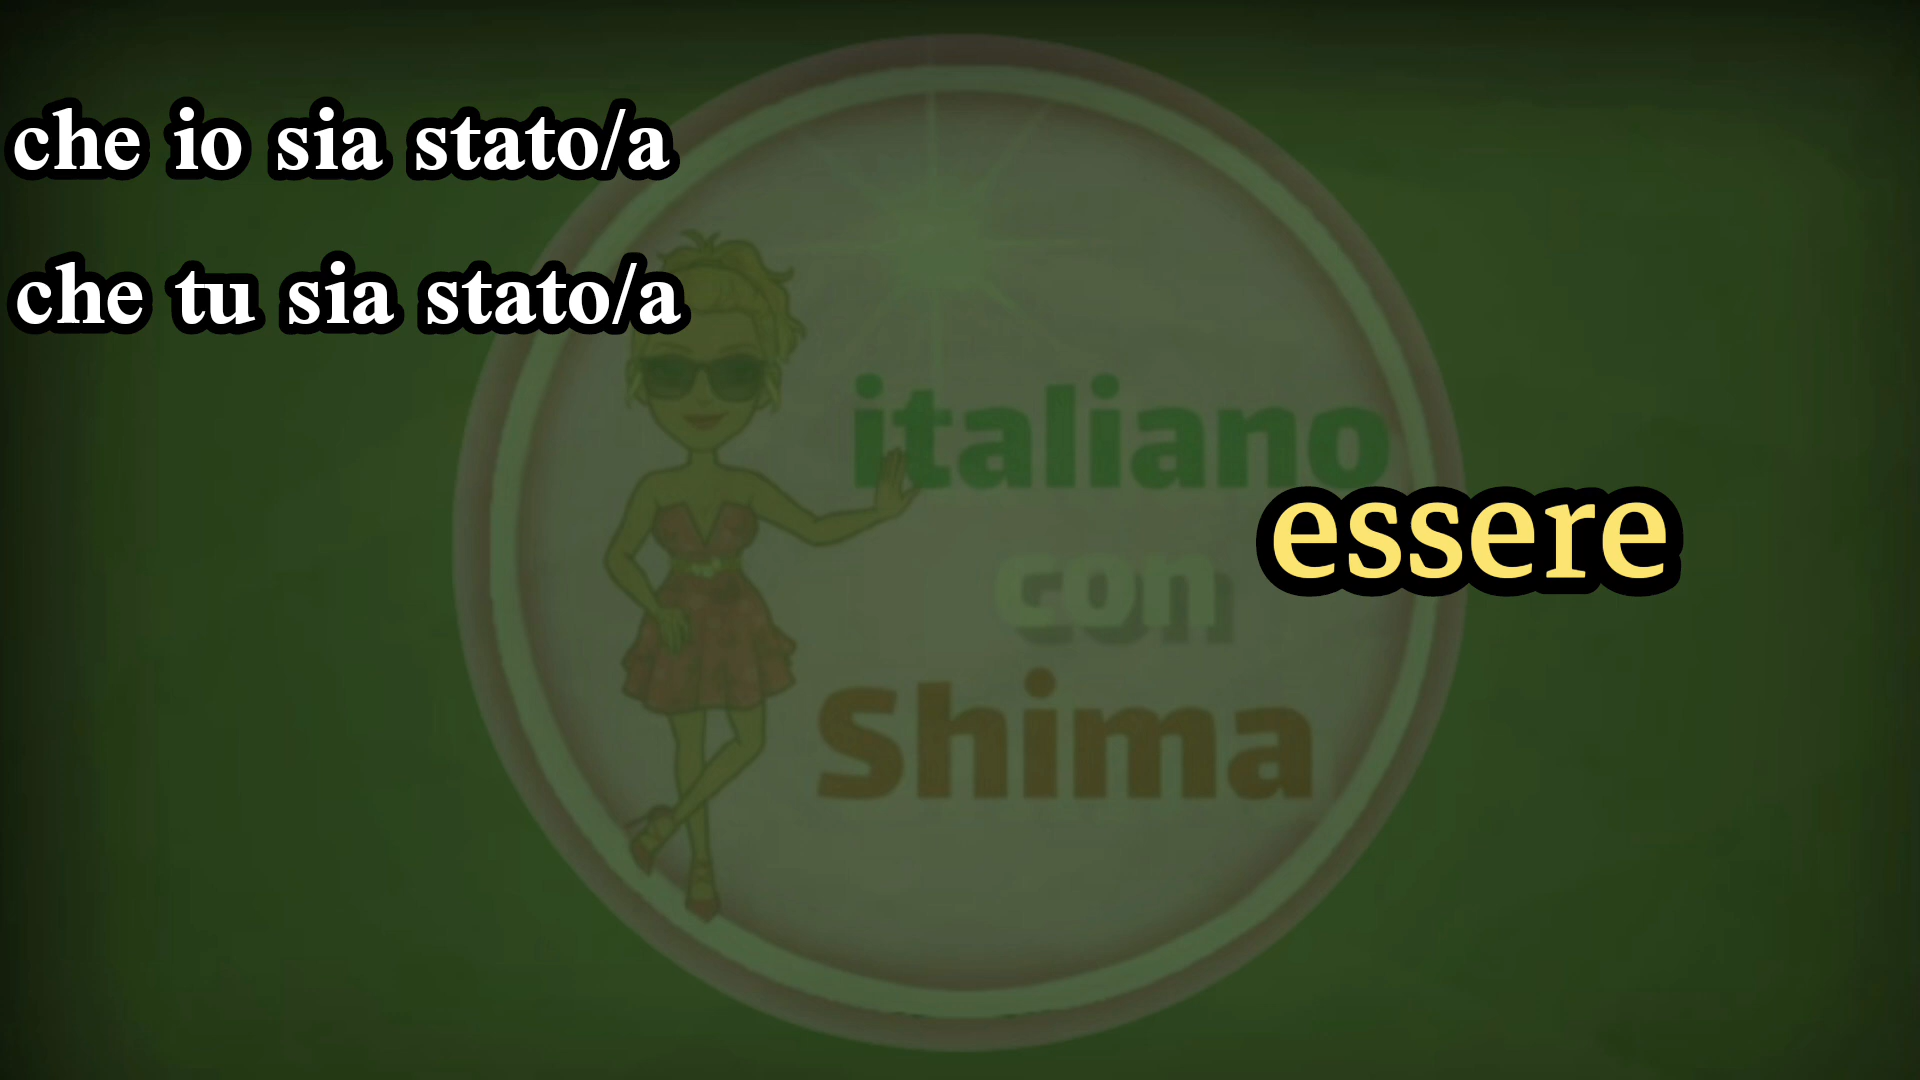 che io sia stato/a
che tu sia stato/a
italiano
essere
con
Shima